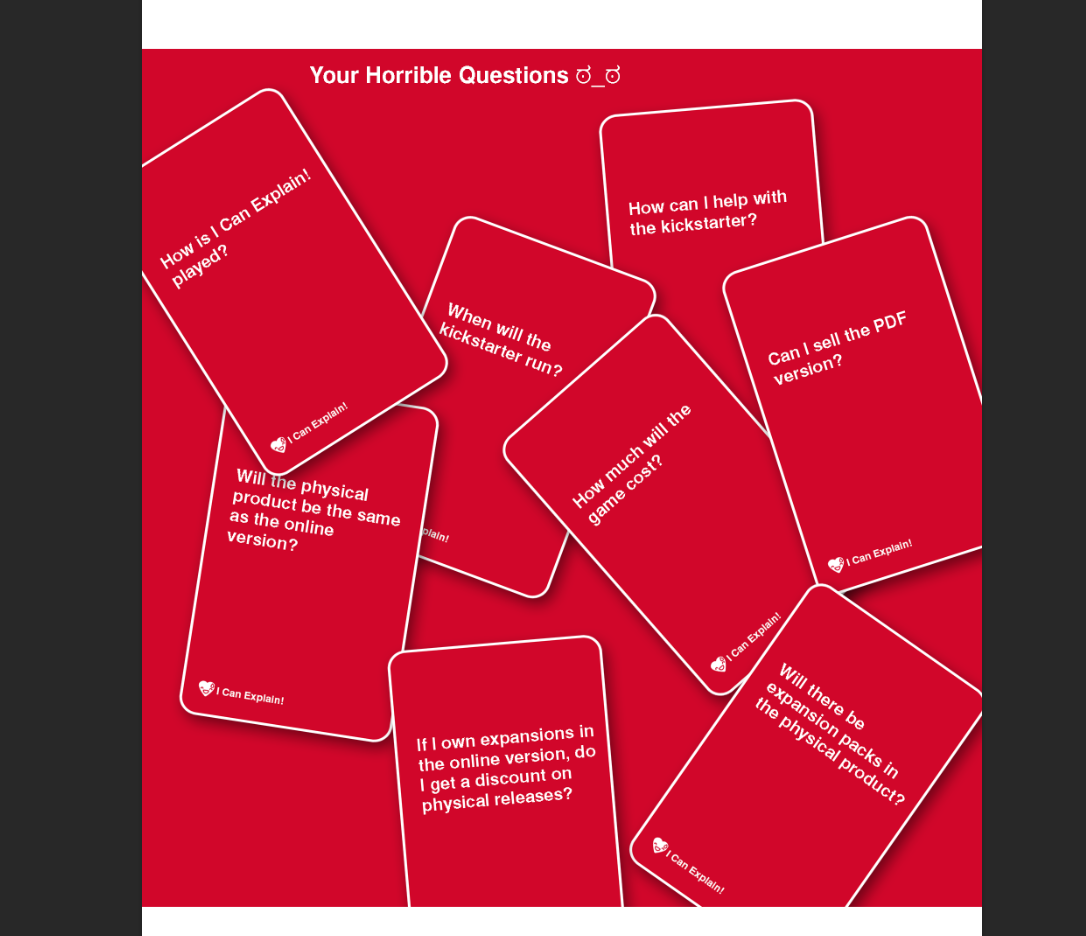 Your Horrible Questions ಠ_ಠ
How is I Can Explain!
played?
I Can Explain!
How can I help with
the kickstarter?
When will the
kickstarter run?
plain!
Can I sell the PDF
version?
I Can Explain!
How much will the
game cost?
I Can Explain!
Will the physical
product be the same
as the online
version?
I Can Explain!
If I own expansions in
the online version, do
I get a discount on
physical releases?
Will there be
expansion packs in
the physical product?
I Can Explain!